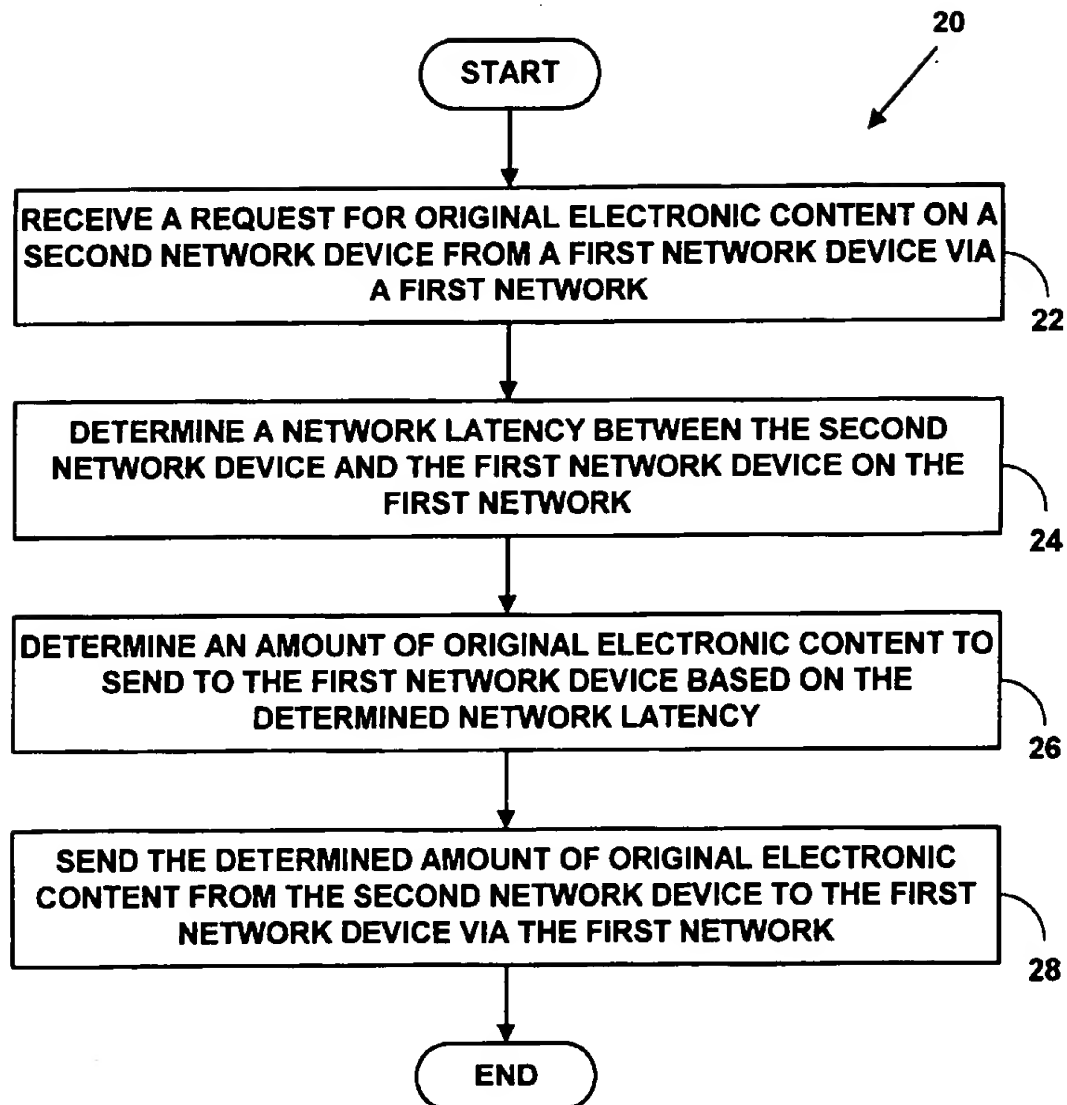 20
START
RECEIVE A REQUEST FOR ORIGINAL ELECTRONIC CONTENT ON A
SECOND NETWORK DEVICE FROM A FIRST NETWORK DEVICE VIA
A FIRST NETWORK
22
DETERMINE A NETWORK LATENCY BETWEEN THE SECOND
NETWORK DEVICE AND THE FIRST NETWORK DEVICE ON THE
FIRST NETWORK
24
DETERMINE AN AMOUNT OF ORIGINAL ELECTRONIC CONTENT TO
SEND TO THE FIRST NETWORK DEVICE BASED ON THE
DETERMINED NETWORK LATENCY
26
SEND THE DETERMINED AMOUNT OF ORIGINAL ELECTRONIC
CONTENT FROM THE SECOND NETWORK DEVICE TO THE FIRST
NETWORK DEVICE VIA THE FIRST NETWORK
28
END